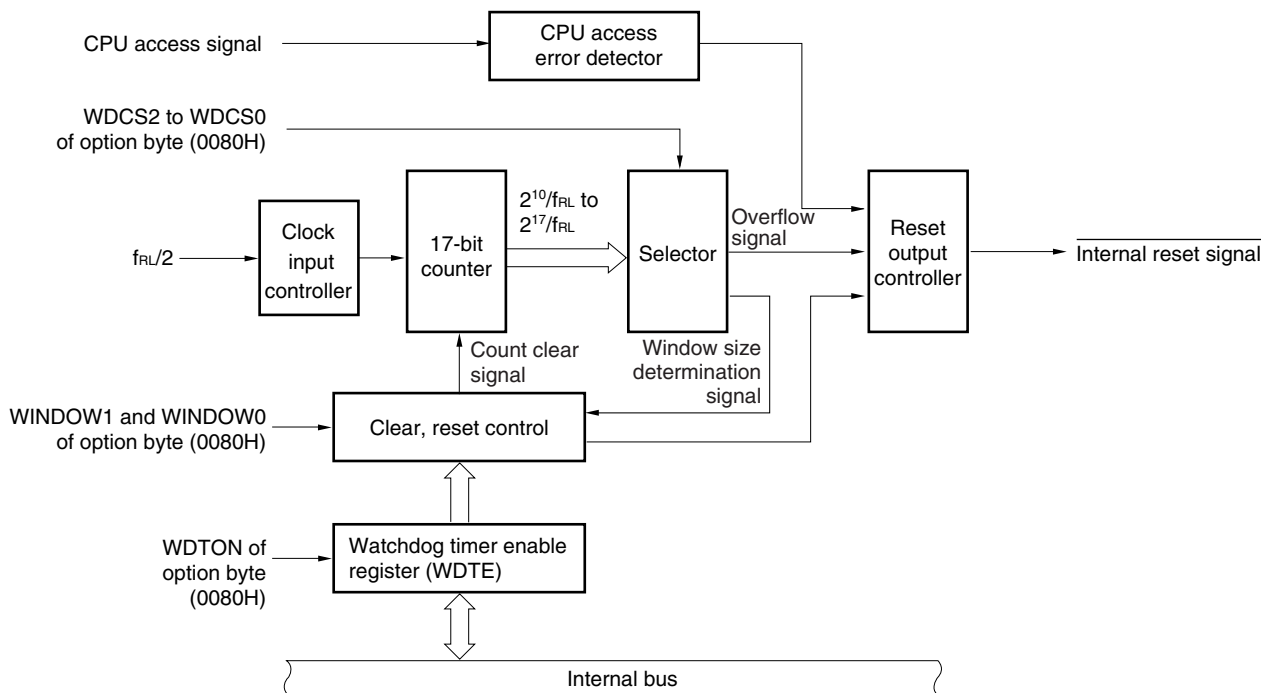 CPU access signal
CPU access
error detector
WDCS2 to WDCS0
of option byte (0080H)
fRL/2
Clock
input
controller
17-bit
counter
2¹⁰/fRL to
2¹⁷/fRL
Selector
Overflow
signal
Reset
output
controller
Internal reset signal
Count clear
signal
Window size
determination
signal
WINDOW1 and WINDOW0
of option byte (0080H)
Clear, reset control
WDTON of
option byte
(0080H)
Watchdog timer enable
register (WDTE)
Internal bus